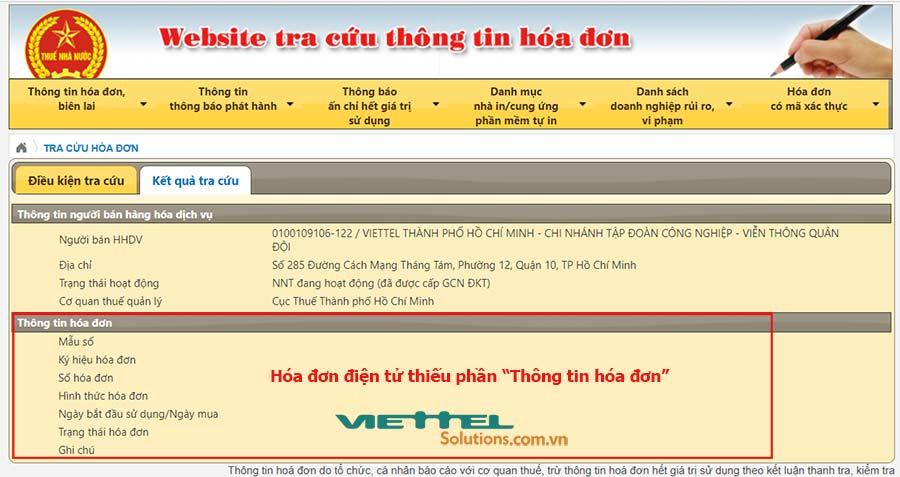 THUẾ NHÀ NƯỚC
Website tra cứu thông tin hóa đơn
Thông tin hóa đơn, biên lai
Thông tin thông báo phát hành
Thông báo ấn chỉ hết giá trị sử dụng
Danh mục nhà in/cung ứng phần mềm tự in
Danh sách doanh nghiệp rủi ro, vi phạm
Hóa đơn có mã xác thực
TRA CỨU HÓA ĐƠN
Điều kiện tra cứu
Kết quả tra cứu
Thông tin người bán hàng hóa dịch vụ
Người bán HHDV 0100109106-122 / VIETTEL THÀNH PHỐ HỒ CHÍ MINH - CHI NHÁNH TẬP ĐOÀN CÔNG NGHIỆP - VIỄN THÔNG QUÂN
ĐỘI
Địa chỉ Số 285 Đường Cách Mạng Tháng Tám, Phường 12, Quận 10, TP Hồ Chí Minh
Trạng thái hoạt động NNT đang hoạt động (đã được cấp GCN ĐKT)
Cơ quan thuế quản lý Cục Thuế Thành phố Hồ Chí Minh
Thông tin hóa đơn
Mẫu số
Ký hiệu hóa đơn
Số hóa đơn
Hình thức hóa đơn
Ngày bắt đầu sử dụng/Ngày mua
Trạng thái hóa đơn
Ghi chú
Hóa đơn điện tử thiếu phần “Thông tin hóa đơn”
VIETTEL
Solutions.com.vn
Thông tin hoá đơn do tổ chức, cá nhân báo cáo với cơ quan thuế, trừ thông tin hoá đơn hết giá trị sử dụng theo kết luận thanh tra, kiểm tra